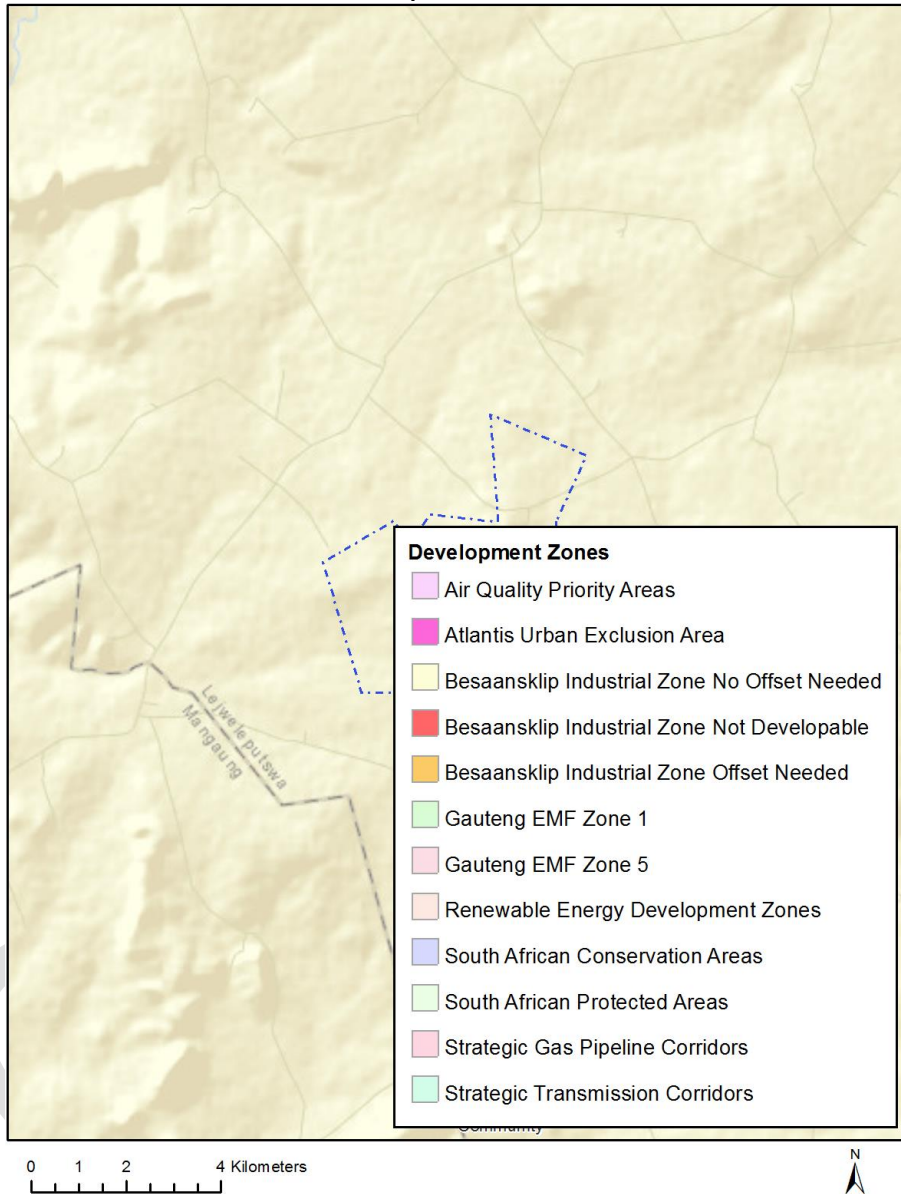 Lejweleputswa
Mangaung
Development Zones
Air Quality Priority Areas
Atlantis Urban Exclusion Area
Besaansklip Industrial Zone No Offset Needed
Besaansklip Industrial Zone Not Developable
Besaansklip Industrial Zone Offset Needed
Gauteng EMF Zone 1
Gauteng EMF Zone 5
Renewable Energy Development Zones
South African Conservation Areas
South African Protected Areas
Strategic Gas Pipeline Corridors
Strategic Transmission Corridors
Community
0 1 2 4 Kilometers
N